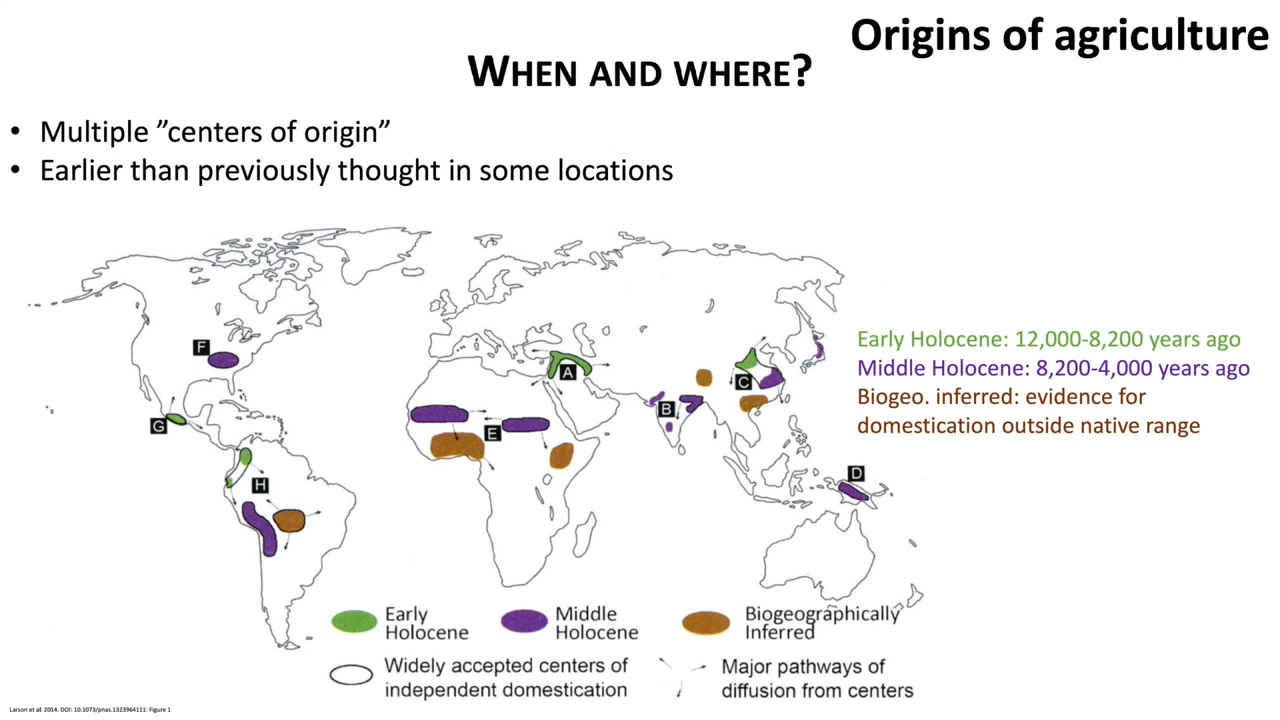 Origins of agriculture
WHEN AND WHERE?
• Multiple ”centers of origin”
• Earlier than previously thought in some locations
F
G
H
A
B
C
D
E
Early Holocene: 12,000-8,200 years ago
Middle Holocene: 8,200-4,000 years ago
Biogeo. inferred: evidence for
domestication outside native range
Early
Holocene
Middle
Holocene
Biogeographically
Inferred
Widely accepted centers of
independent domestication
Major pathways of
diffusion from centers
Larson et al. 2014. DOI: 10.1073/pnas.1323964111: Figure 1